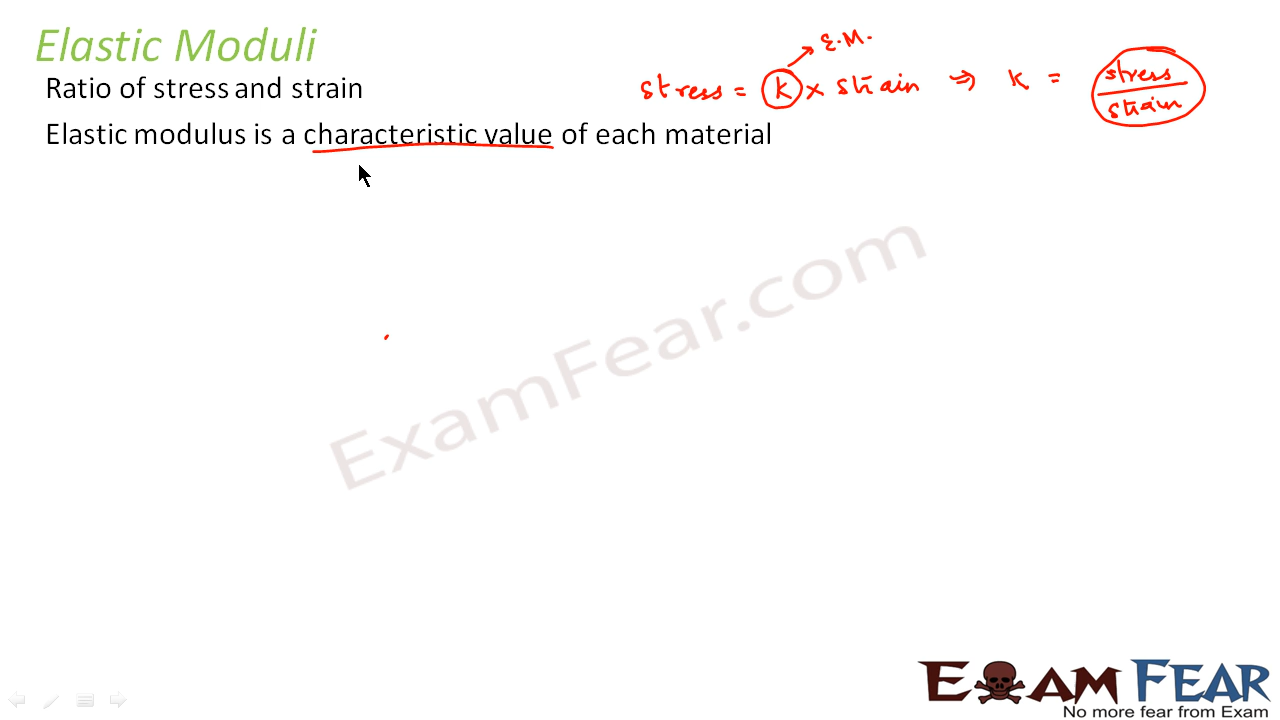 Elastic Moduli
E.M.
Ratio of stress and strain
stress = k × strain ⇒ k = stress / strain
Elastic modulus is a characteristic value of each material
ExamFear.com
EXAM FEAR
No more fear from Exam